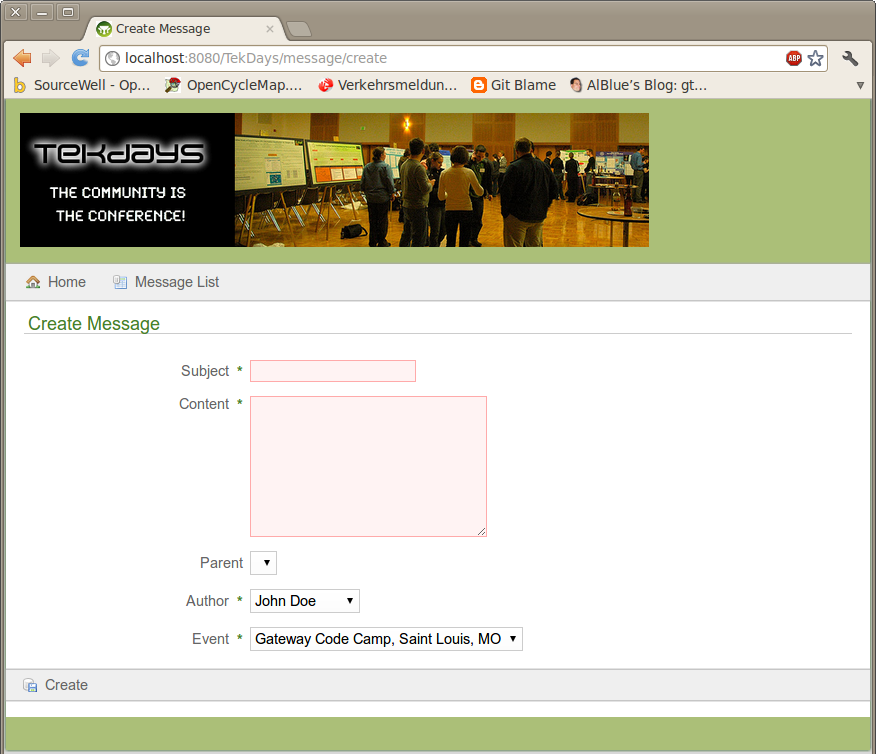 Create Message
localhost:8080/TekDays/message/create
ABP
SourceWell - Op... OpenCycleMap.... Verkehrsmeldun... Git Blame AlBlue's Blog: gt...
TEKDAYS
THE COMMUNITY IS
THE CONFERENCE!
Home Message List
Create Message
Subject *
Content *
Parent
Author * John Doe
Event * Gateway Code Camp, Saint Louis, MO
Create